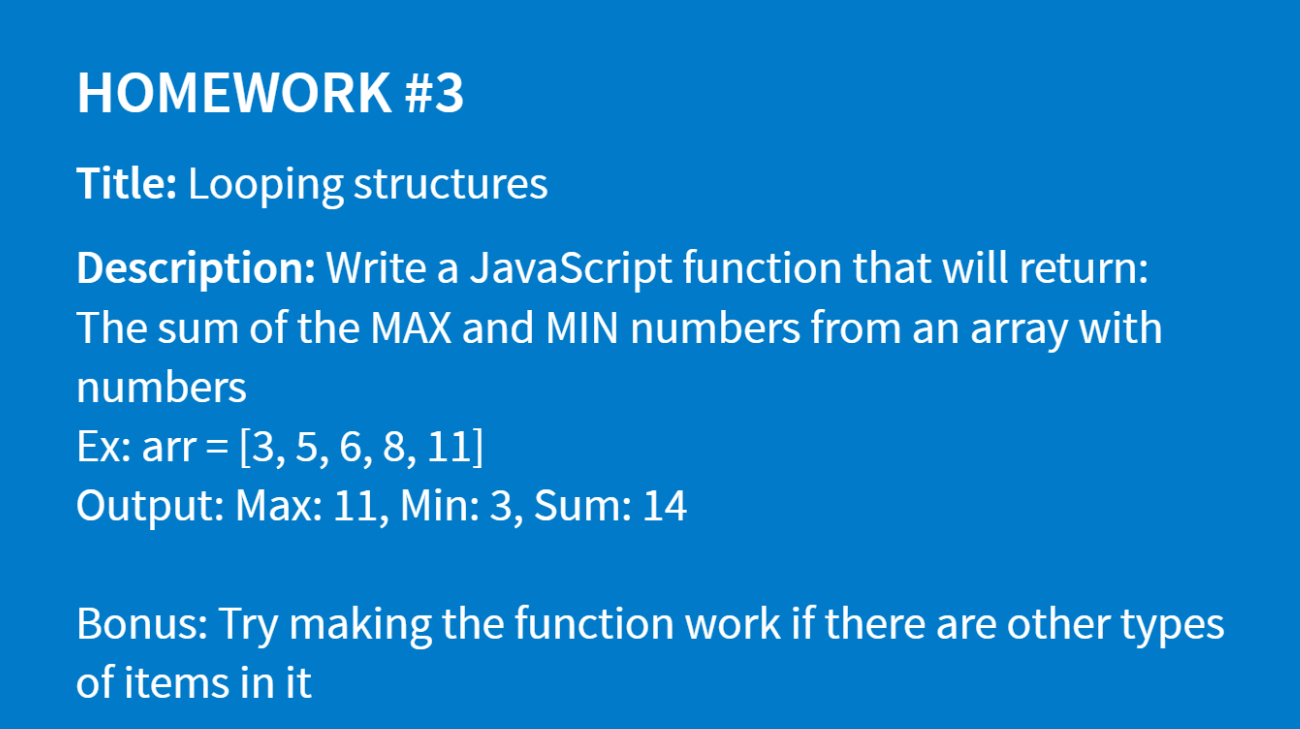 HOMEWORK #3
Title: Looping structures
Description: Write a JavaScript function that will return:
The sum of the MAX and MIN numbers from an array with
numbers
Ex: arr = [3, 5, 6, 8, 11]
Output: Max: 11, Min: 3, Sum: 14
Bonus: Try making the function work if there are other types
of items in it